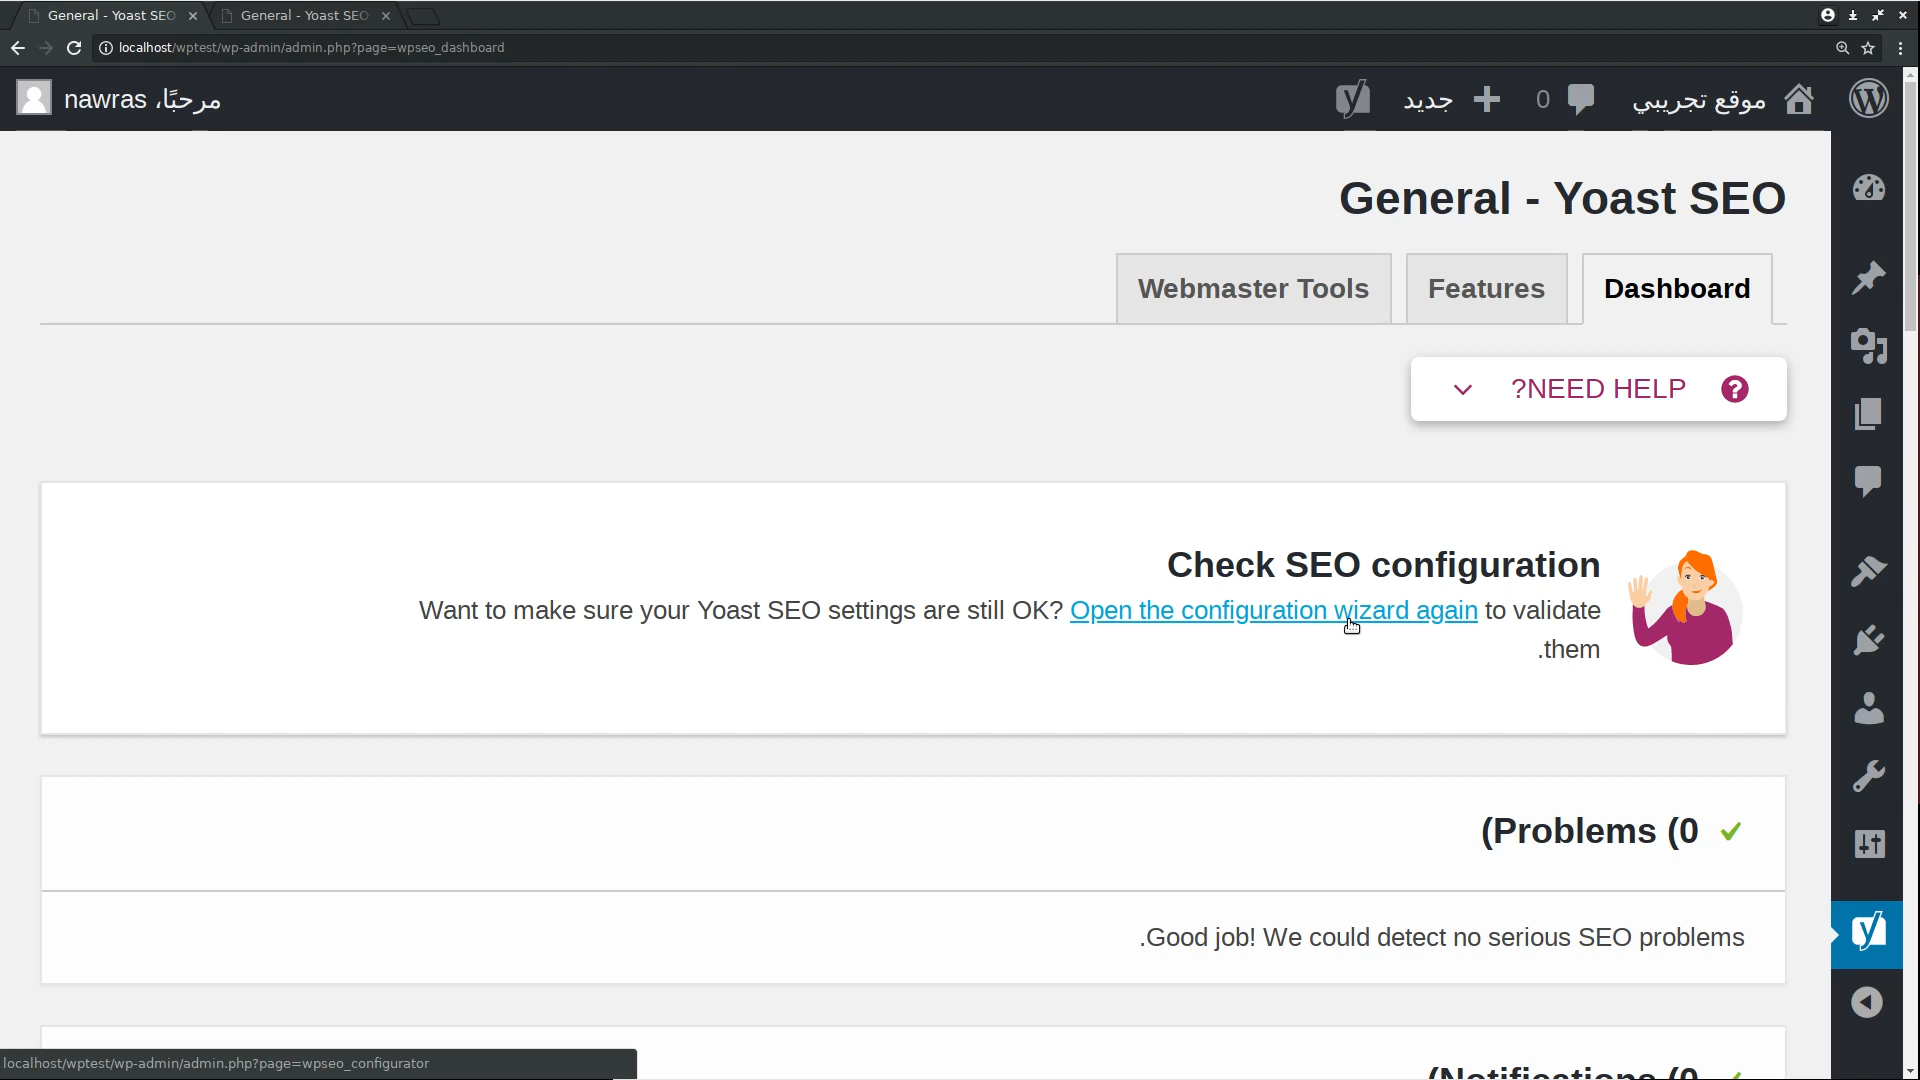 General - Yoast SEO
General - Yoast SEO
localhost/wptest/wp-admin/admin.php?page=wpseo_dashboard
موقع تجريبي
0
جديد
مرحبًا، nawras
General - Yoast SEO
Dashboard
Features
Webmaster Tools
?NEED HELP
Check SEO configuration
Want to make sure your Yoast SEO settings are still OK? Open the configuration wizard again to validate
.them
(Problems (0
.Good job! We could detect no serious SEO problems
(Notifications (0
localhost/wptest/wp-admin/admin.php?page=wpseo_configurator